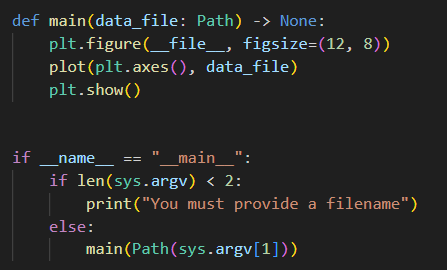 def main(data_file: Path) -> None:
    plt.figure(__file__, figsize=(12, 8))
    plot(plt.axes(), data_file)
    plt.show()
if __name__ == "__main__":
    if len(sys.argv) < 2:
        print("You must provide a filename")
    else:
        main(Path(sys.argv[1]))